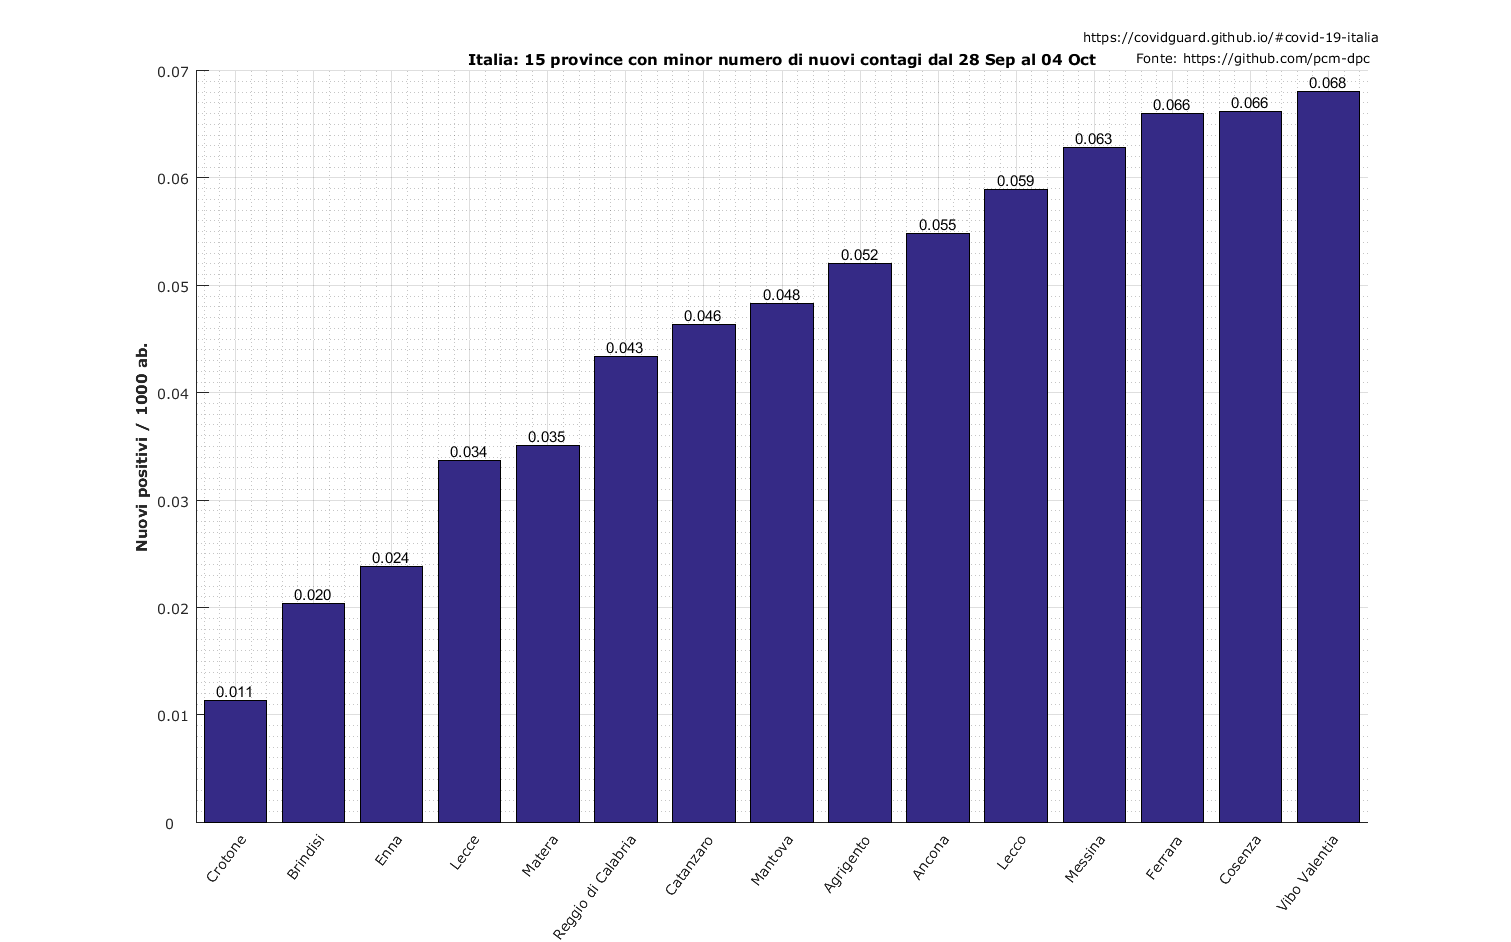 https://covidguard.github.io/#covid-19-italia
Italia: 15 province con minor numero di nuovi contagi dal 28 Sep al 04 Oct
Fonte: https://github.com/pcm-dpc
Nuovi positivi / 1000 ab.
0.07
0.06
0.05
0.04
0.03
0.02
0.01
0
0.011
0.020
0.024
0.034
0.035
0.043
0.046
0.048
0.052
0.055
0.059
0.063
0.066
0.066
0.068
Crotone
Brindisi
Enna
Lecce
Matera
Reggio di Calabria
Catanzaro
Mantova
Agrigento
Ancona
Lecco
Messina
Ferrara
Cosenza
Vibo Valentia